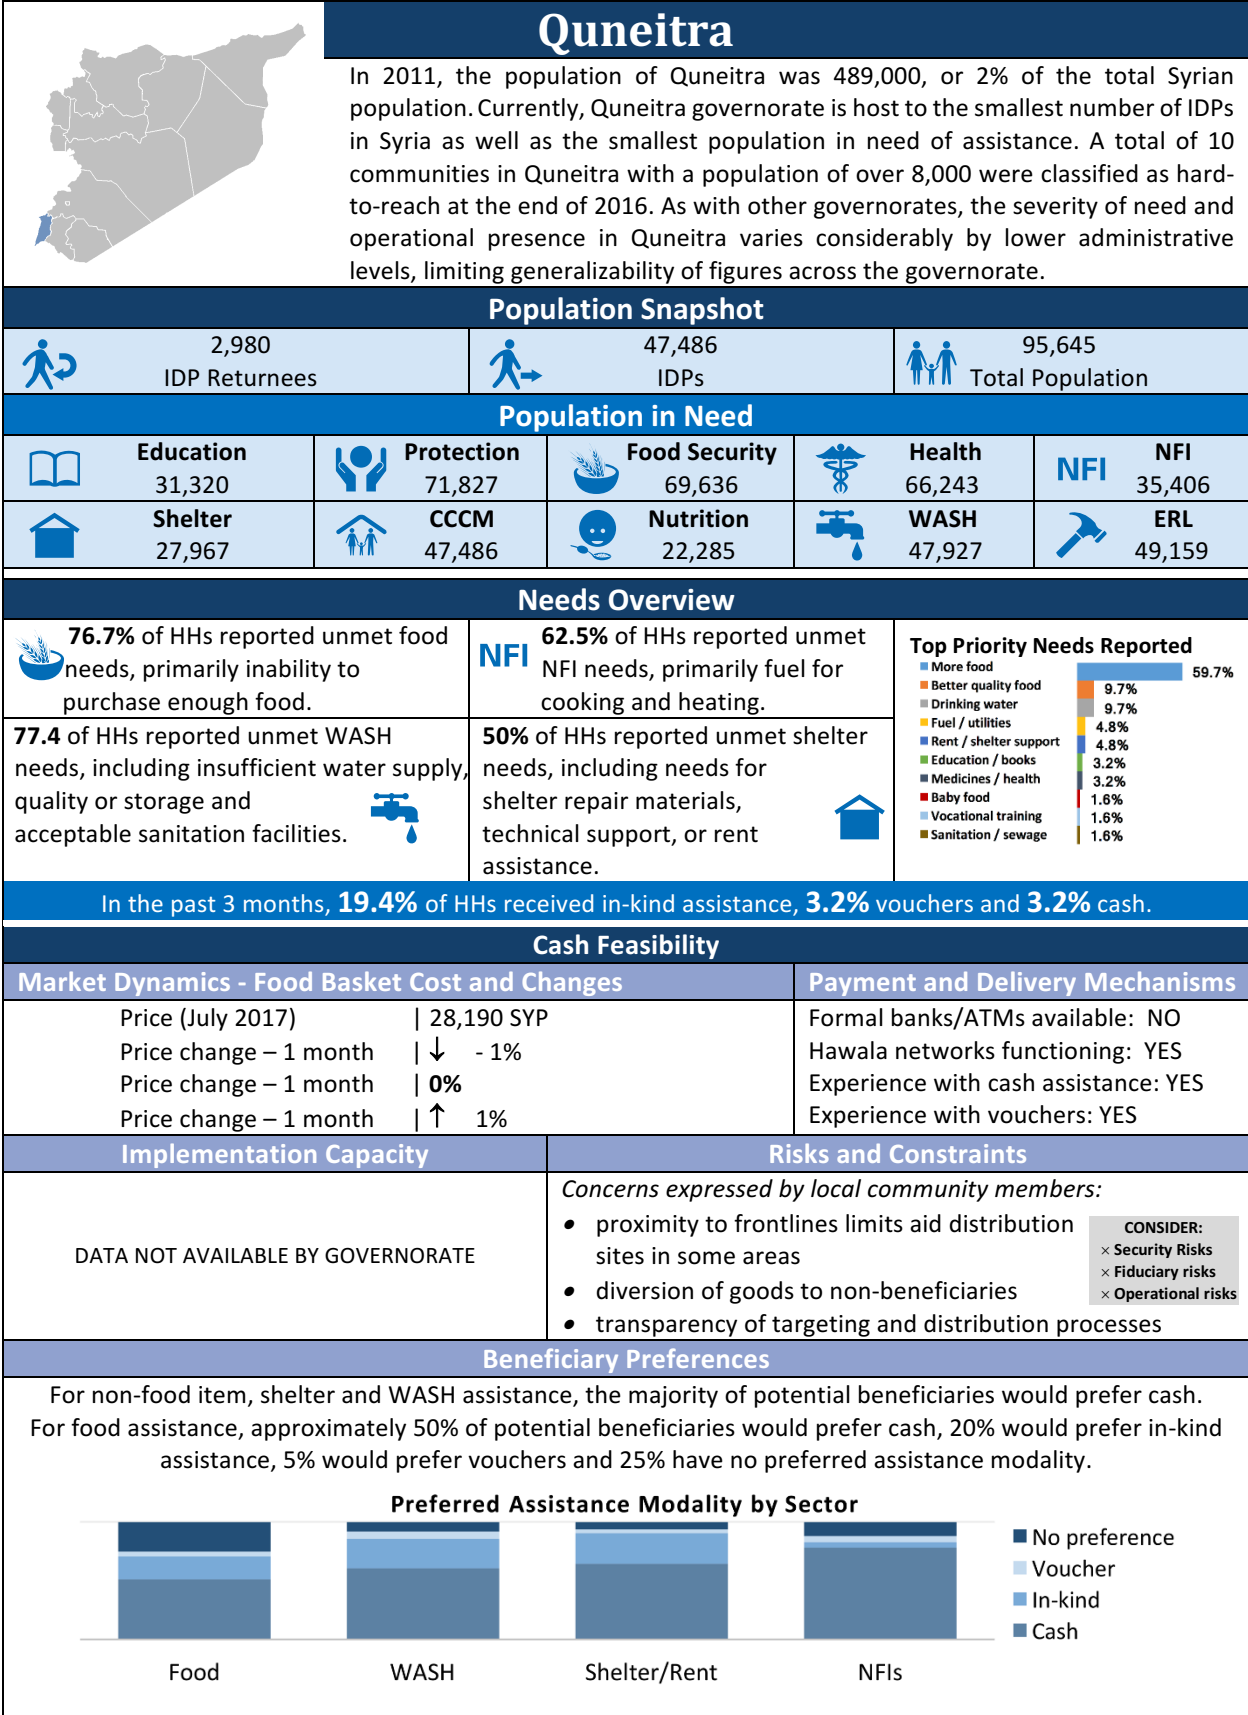 Quneitra
In 2011, the population of Quneitra was 489,000, or 2% of the total Syrian
population. Currently, Quneitra governorate is host to the smallest number of IDPs
in Syria as well as the smallest population in need of assistance. A total of 10
communities in Quneitra with a population of over 8,000 were classified as hard-
to-reach at the end of 2016. As with other governorates, the severity of need and
operational presence in Quneitra varies considerably by lower administrative
levels, limiting generalizability of figures across the governorate.
Population Snapshot
2,980
IDP Returnees
47,486
IDPs
95,645
Total Population
Population in Need
Education
31,320
Protection
71,827
Food Security
69,636
Health
66,243
NFI
NFI
35,406
Shelter
27,967
CCCM
47,486
Nutrition
22,285
WASH
47,927
ERL
49,159
Needs Overview
76.7% of HHs reported unmet food
needs, primarily inability to
purchase enough food.
NFI
62.5% of HHs reported unmet
NFI needs, primarily fuel for
cooking and heating.
77.4 of HHs reported unmet WASH
needs, including insufficient water supply,
quality or storage and
acceptable sanitation facilities.
50% of HHs reported unmet shelter
needs, including needs for
shelter repair materials,
technical support, or rent
assistance.
Top Priority Needs Reported
More food 59.7%
Better quality food 9.7%
Drinking water 9.7%
Fuel / utilities 4.8%
Rent / shelter support 4.8%
Education / books 3.2%
Medicines / health 3.2%
Baby food 1.6%
Vocational training 1.6%
Sanitation / sewage 1.6%
In the past 3 months, 19.4% of HHs received in-kind assistance, 3.2% vouchers and 3.2% cash.
Cash Feasibility
Market Dynamics - Food Basket Cost and Changes
Price (July 2017) | 28,190 SYP
Price change – 1 month | ↓ - 1%
Price change – 1 month | 0%
Price change – 1 month | ↑ 1%
Payment and Delivery Mechanisms
Formal banks/ATMs available: NO
Hawala networks functioning: YES
Experience with cash assistance: YES
Experience with vouchers: YES
Implementation Capacity
DATA NOT AVAILABLE BY GOVERNORATE
Risks and Constraints
Concerns expressed by local community members:
• proximity to frontlines limits aid distribution
sites in some areas
• diversion of goods to non-beneficiaries
• transparency of targeting and distribution processes
CONSIDER:
× Security Risks
× Fiduciary risks
× Operational risks
Beneficiary Preferences
For non-food item, shelter and WASH assistance, the majority of potential beneficiaries would prefer cash.
For food assistance, approximately 50% of potential beneficiaries would prefer cash, 20% would prefer in-kind
assistance, 5% would prefer vouchers and 25% have no preferred assistance modality.
Preferred Assistance Modality by Sector
No preference
Voucher
In-kind
Cash
Food WASH Shelter/Rent NFIs